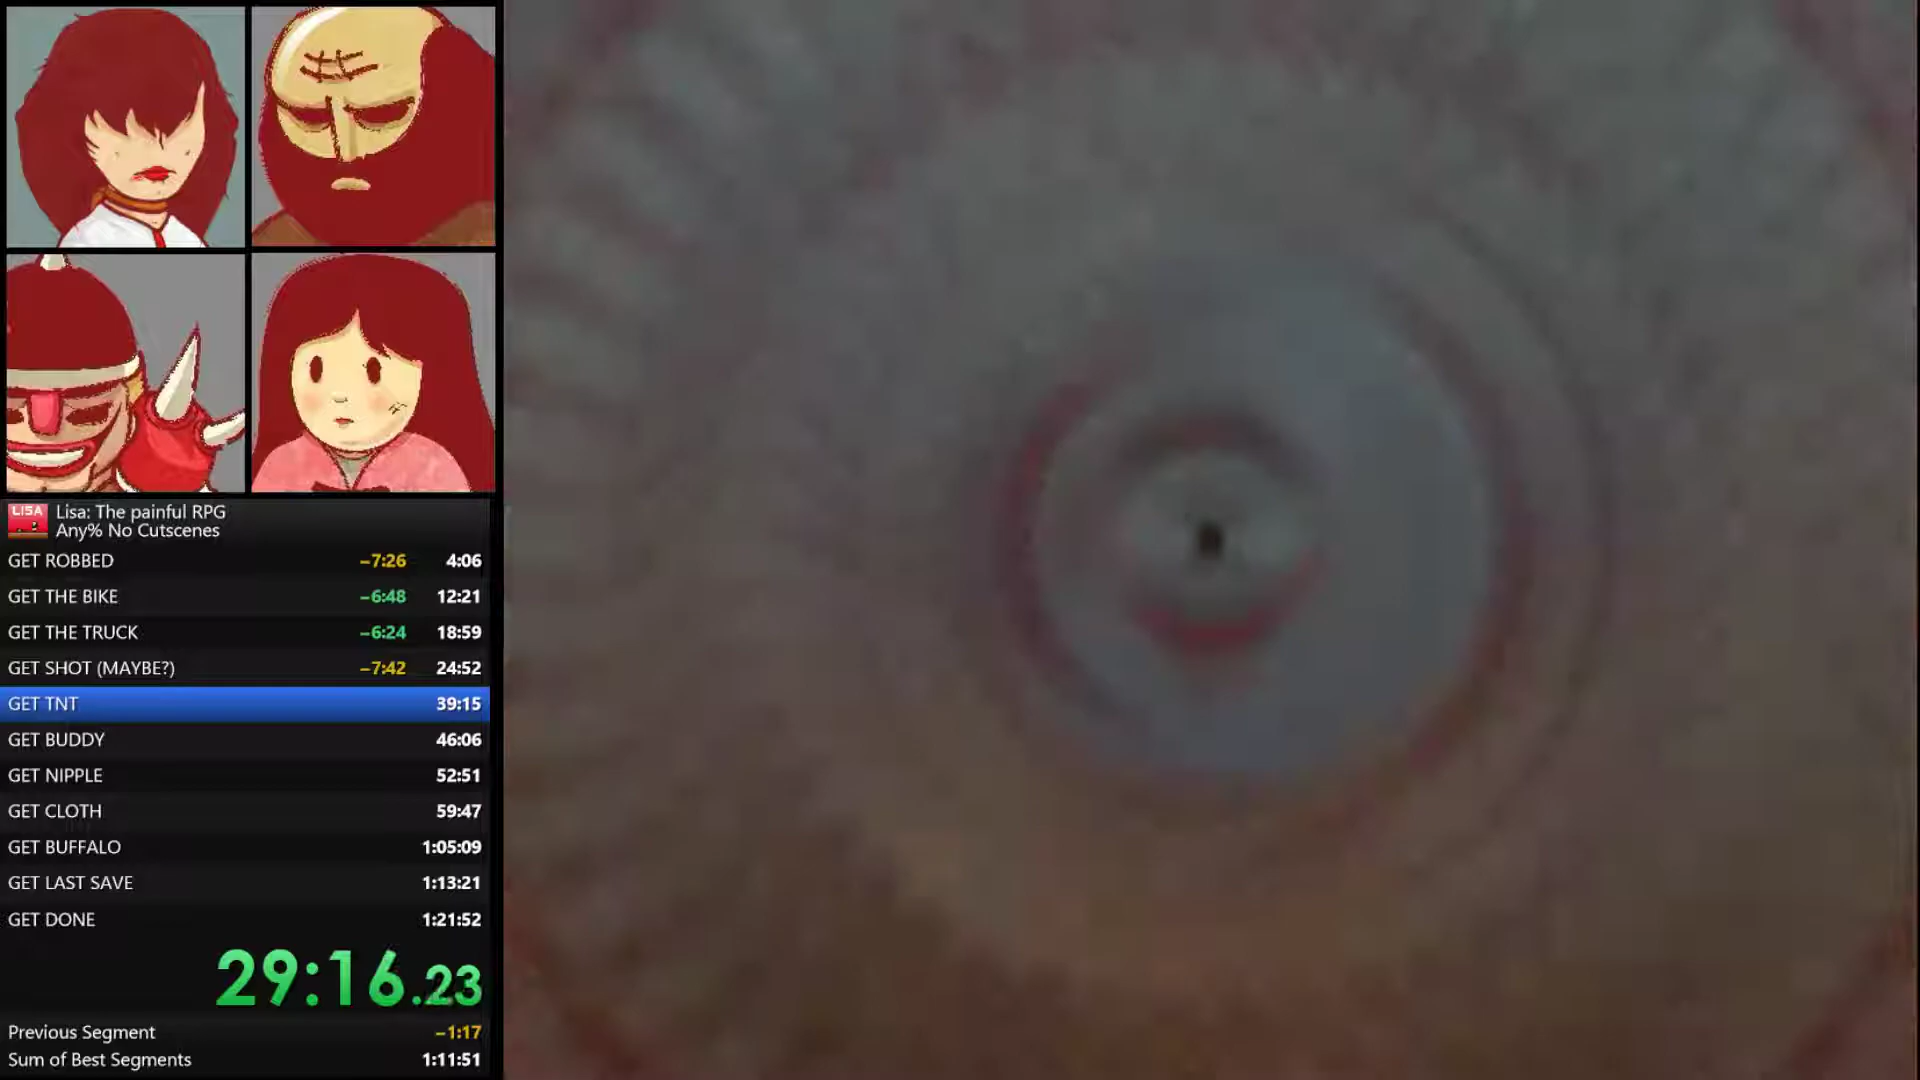 LISA
Lisa: The painful RPG
Any% No Cutscenes
GET ROBBED −7:26 4:06
GET THE BIKE −6:48 12:21
GET THE TRUCK −6:24 18:59
GET SHOT (MAYBE?) −7:42 24:52
GET TNT 39:15
GET BUDDY 46:06
GET NIPPLE 52:51
GET CLOTH 59:47
GET BUFFALO 1:05:09
GET LAST SAVE 1:13:21
GET DONE 1:21:52
29:16.23
Previous Segment −1:17
Sum of Best Segments 1:11:51